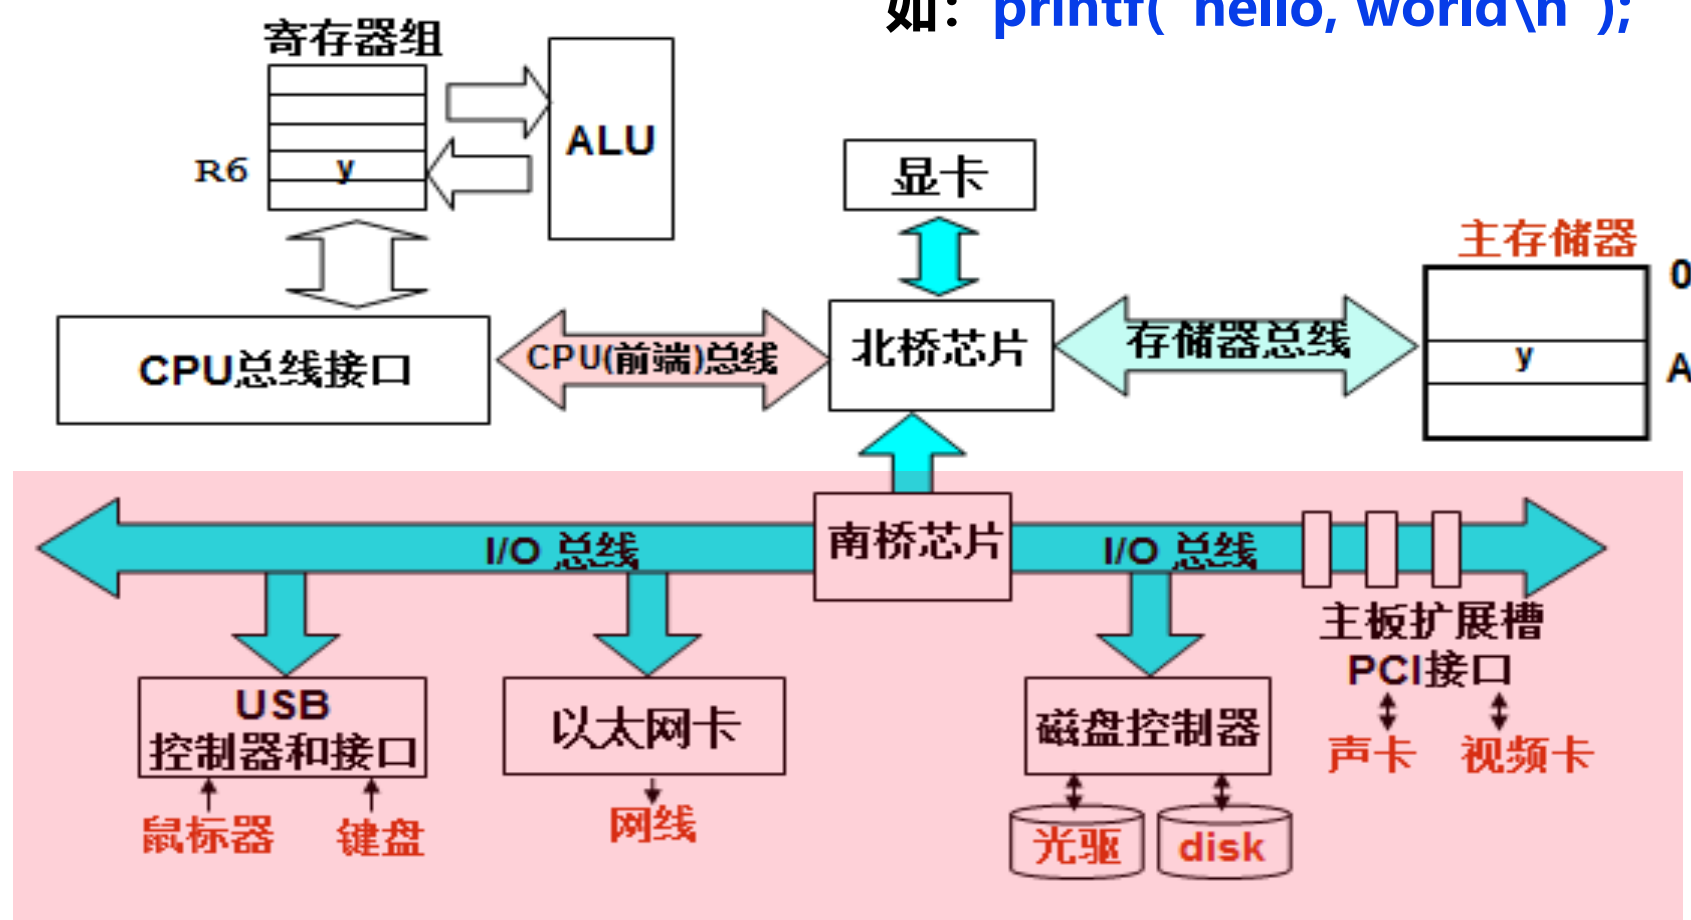 如：printf("hello, world\n");
寄存器组
ALU
R6
y
显卡
主存储器
0
CPU总线接口
CPU(前端)总线
北桥芯片
存储器总线
y
A
I/O 总线
南桥芯片
I/O 总线
主板扩展槽
PCI接口
USB
控制器和接口
以太网卡
磁盘控制器
声卡
视频卡
鼠标器
键盘
网线
光驱
disk